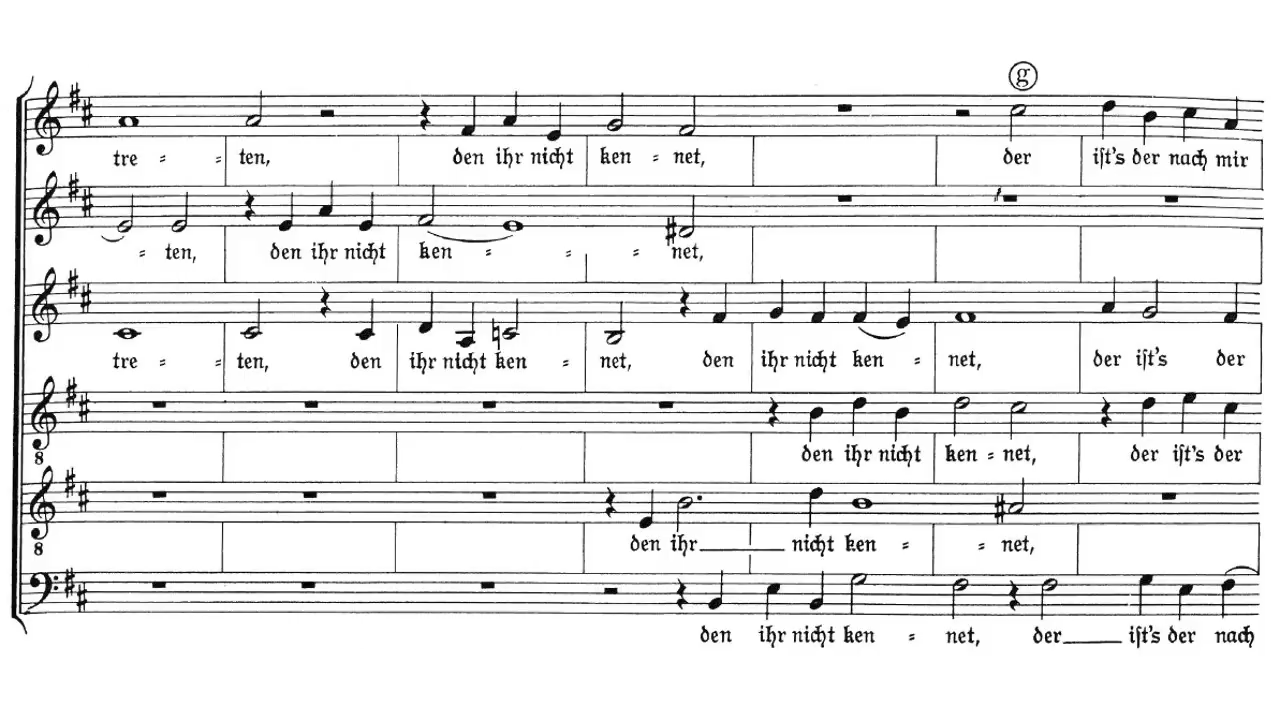 g
tre = = ten, den ihr nicht ken = net, der ist's der nach mir
= ten, den ihr nicht ken = = = net,
tre = = ten, den ihr nicht ken = net, den ihr nicht ken = net, der ist's der
8 den ihr nicht ken = net, der ist's der
8 den ihr nicht ken = = net,
den ihr nicht ken = net, der ist's der nach